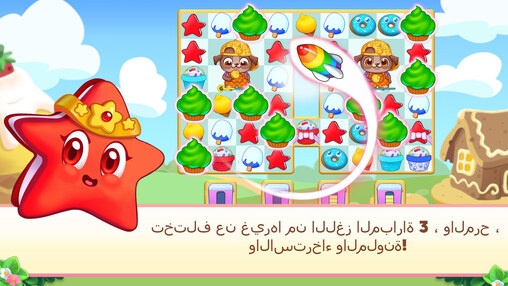 تختلف عن غيرها من اللغز المباراة 3 ، والمرح ،
والاسترخاء والملونة!